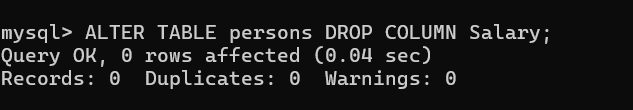 mysql> ALTER TABLE persons DROP COLUMN Salary;
Query OK, 0 rows affected (0.04 sec)
Records: 0  Duplicates: 0  Warnings: 0